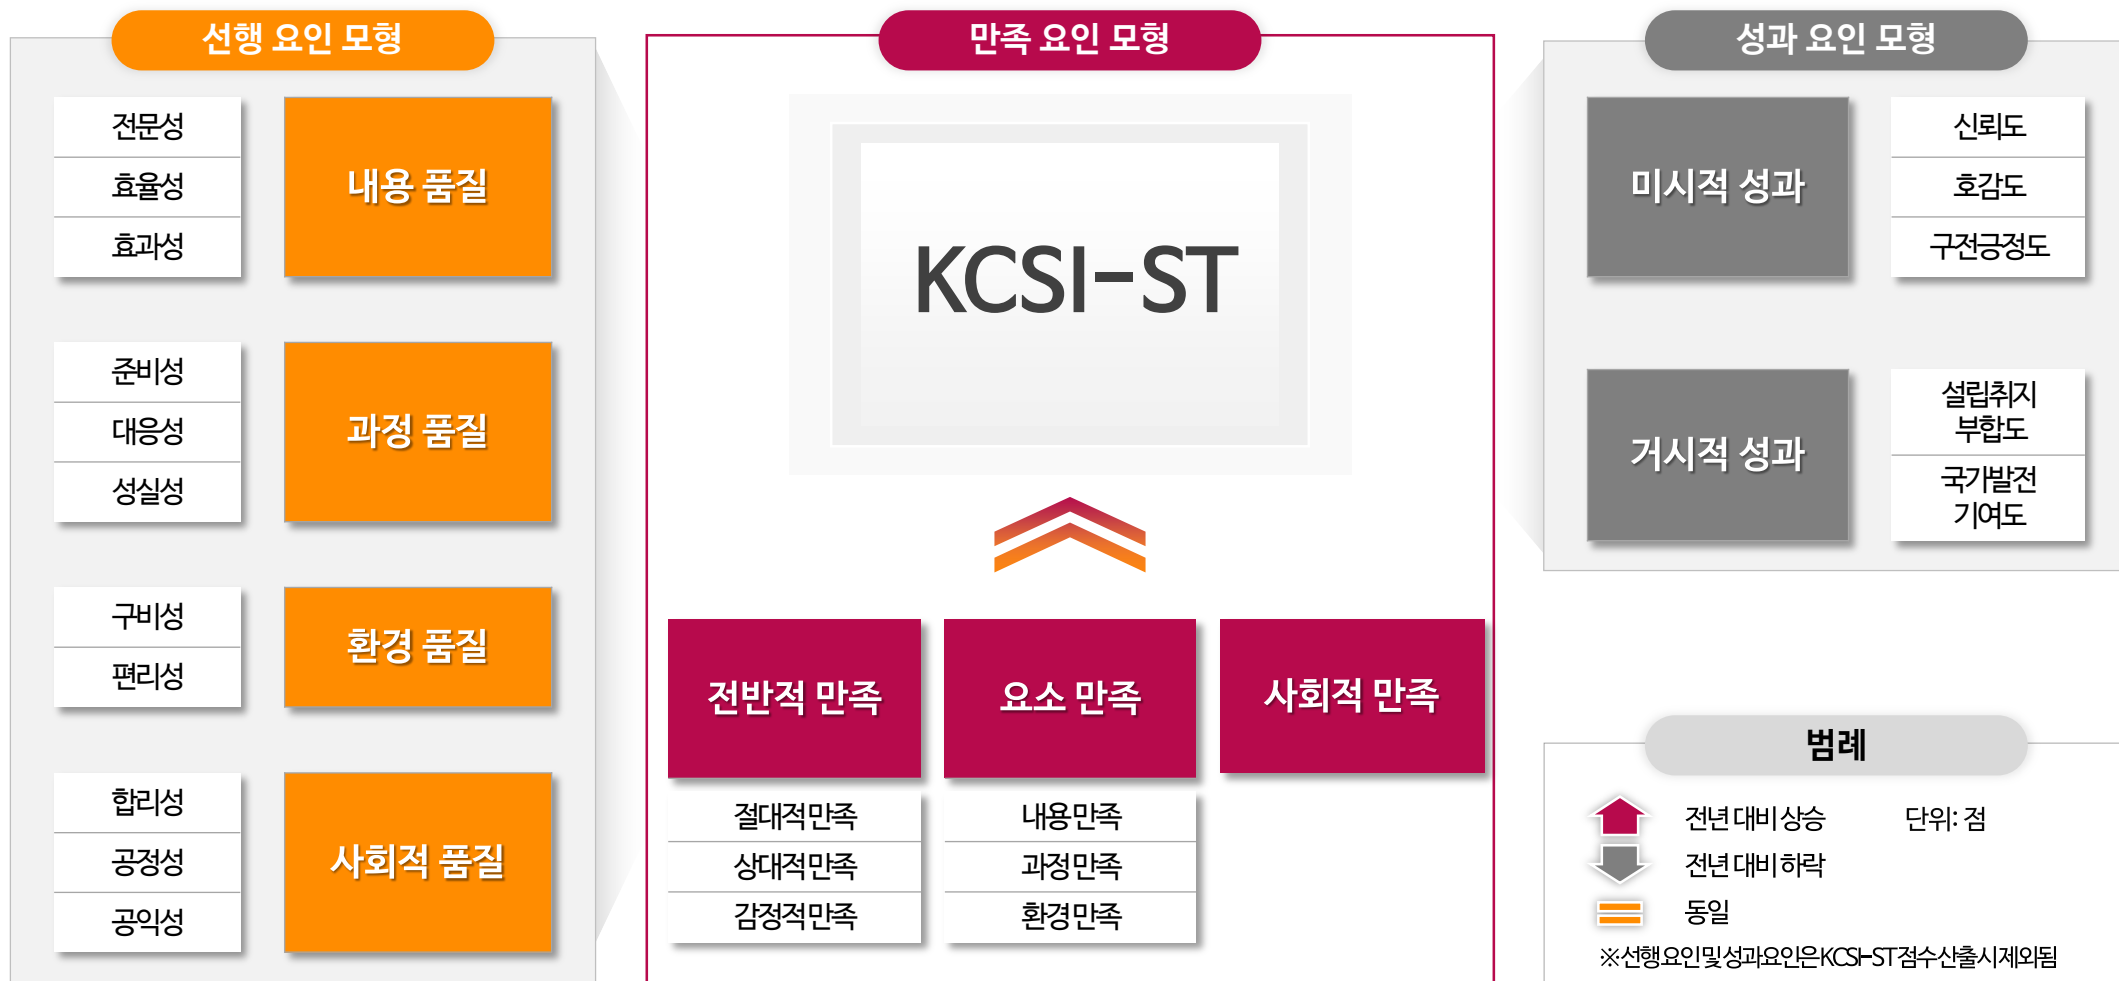 선행 요인 모형
전문성
효율성
효과성
내용 품질
준비성
대응성
성실성
과정 품질
구비성
편리성
환경 품질
합리성
공정성
공익성
사회적 품질
만족 요인 모형
KCSI-ST
전반적 만족
절대적만족
상대적만족
감정적만족
요소 만족
내용만족
과정만족
환경만족
사회적 만족
성과 요인 모형
미시적 성과
신뢰도
호감도
구전긍정도
거시적 성과
설립취지
부합도
국가발전
기여도
범례
전년 대비 상승
단위: 점
전년 대비 하락
동일
※선행요인및성과요인은KCSI-ST점수산출시제외됨